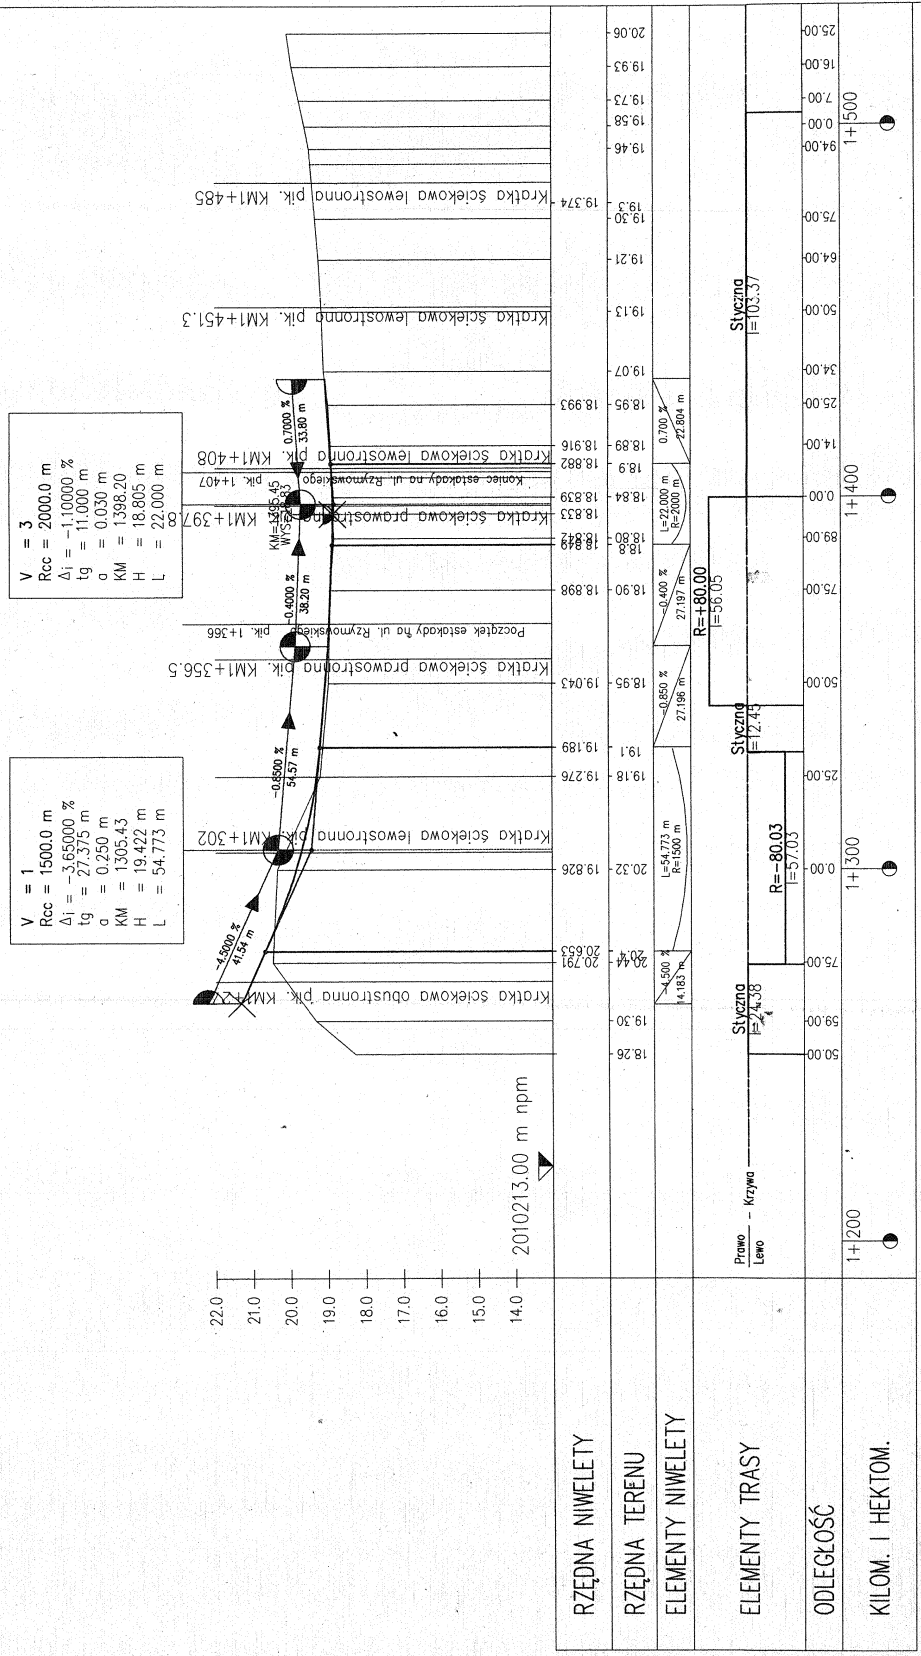 V = 1
Rcc = 1500.0 m
Δi = -3.65000 %
tg = 27.375 m
a = 0.250 m
KM = 1305.43
H = 19.422 m
L = 54.773 m
V = 3
Rcc = 2000.0 m
Δi = -1.10000 %
tg = 11.000 m
a = 0.030 m
KM = 1398.20
H = 18.805 m
L = 22.000 m
-4.5000 %
41.54 m
-0.8500 %
54.57 m
-0.4000 %
38.20 m
0.7000 %
33.80 m
Kratka ściekowa obustronna pik.
Kratka ściekowa lewostronna pik. KM1+302
Kratka ściekowa prawostronna pik. KM1+356.5
Początek estakady na ul. Rzymowskiego pik. 1+366
Kratka ściekowa prawostronna pik. KM1+397.8
Koniec estakady na ul. Rzymowskiego pik. 1+407
Kratka ściekowa lewostronna pik. KM1+408
Kratka ściekowa lewostronna pik. KM1+451.3
Kratka ściekowa lewostronna pik. KM1+485
22.0
21.0
20.0
19.0
18.0
17.0
16.0
15.0
14.0
2010213.00 m npm
RZĘDNA NIWELETY
20.791
20.653
19.826
19.276
19.189
19.043
18.898
18.849
18.842
18.833
18.839
18.882
18.916
18.993
19.374
RZĘDNA TERENU
18.26
19.30
20.44
20.4
20.32
19.18
19.1
18.95
18.90
18.8
18.80
18.84
18.9
18.89
18.95
19.07
19.13
19.21
19.30
19.3
19.46
19.58
19.73
19.93
20.06
ELEMENTY NIWELETY
-4.500 %
14.183 m
L=54.773 m
R=1500 m
-0.850 %
27.196 m
-0.400 %
27.197 m
L=22.000 m
R=2000 m
0.700 %
22.804 m
ELEMENTY TRASY
Prawo
Lewo
- Krzywa
Styczna
l=24.38
R=-80.03
l=57.03
Styczna
l=12.45
R=+80.00
l=56.05
Styczna
l=103.37
ODLEGŁOŚĆ
50.00
59.00
75.00
0.00
25.00
50.00
75.00
89.00
0.00
14.00
25.00
34.00
50.00
64.00
75.00
94.00
0.00
7.00
16.00
25.00
KILOM. I HEKTOM.
1+200
1+300
1+400
1+500